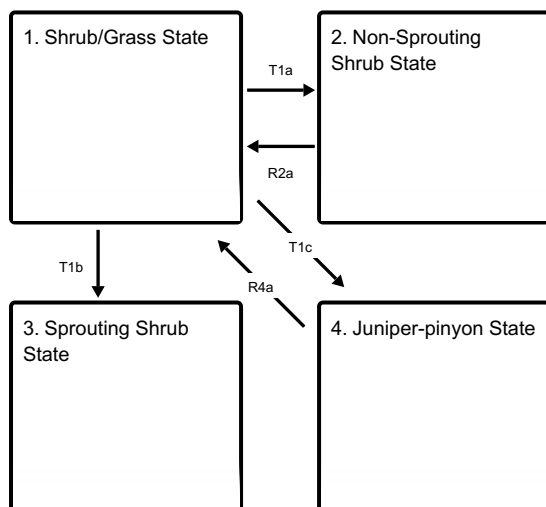 1. Shrub/Grass State
2. Non-Sprouting
Shrub State
T1a
R2a
T1c
T1b
R4a
3. Sprouting Shrub
State
4. Juniper-pinyon State